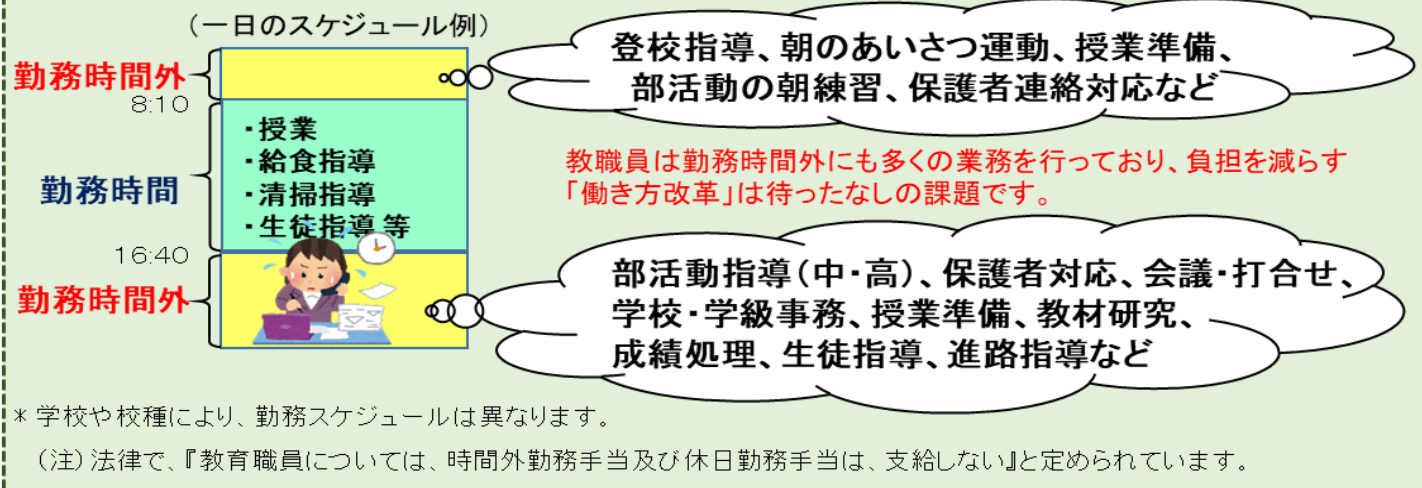 （一日のスケジュール例）
勤務時間外
登校指導、朝のあいさつ運動、授業準備、
部活動の朝練習、保護者連絡対応など
8:10
・授業
・給食指導
・清掃指導
・生徒指導 等
勤務時間
教職員は勤務時間外にも多くの業務を行っており、負担を減らす
「働き方改革」は待ったなしの課題です。
16:40
勤務時間外
部活動指導（中・高）、保護者対応、会議・打合せ、
学校・学級事務、授業準備、教材研究、
成績処理、生徒指導、進路指導など
＊学校や校種により、勤務スケジュールは異なります。
（注）法律で、『教育職員については、時間外勤務手当及び休日勤務手当は、支給しない』と定められています。